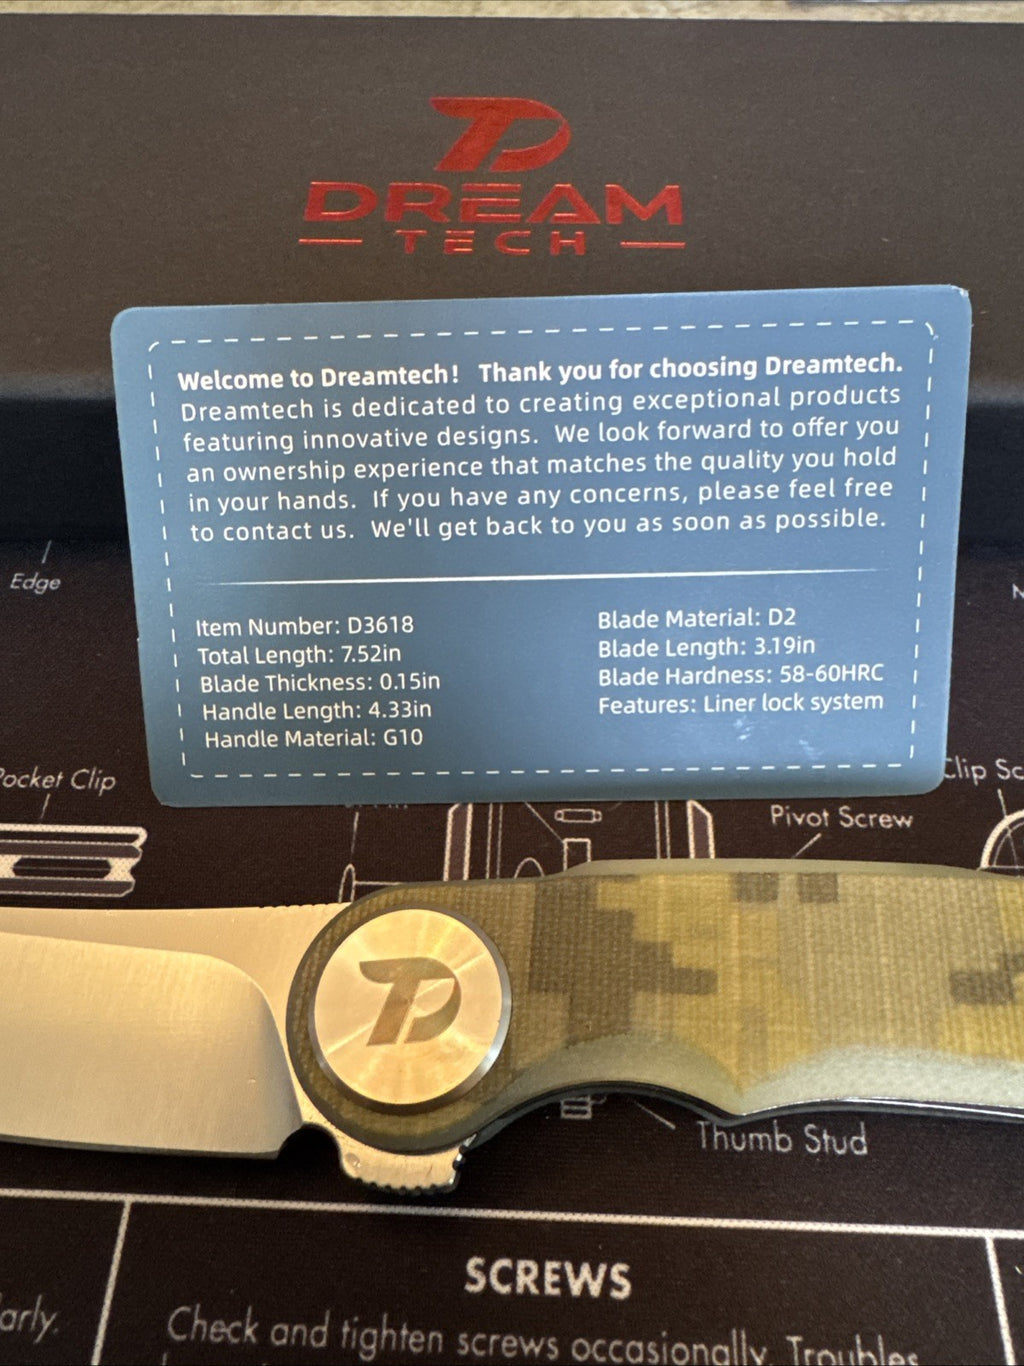 DREAM
TECH
Welcome to Dreamtech! Thank you for choosing Dreamtech.
Dreamtech is dedicated to creating exceptional products
featuring innovative designs. We look forward to offer you
an ownership experience that matches the quality you hold
in your hands. If you have any concerns, please feel free
to contact us. We'll get back to you as soon as possible.
Edge
Item Number: D3618
Total Length: 7.52in
Blade Thickness: 0.15in
Handle Length: 4.33in
Handle Material: G10
Blade Material: D2
Blade Length: 3.19in
Blade Hardness: 58-60HRC
Features: Liner lock system
Pocket Clip
Clip Sc
Pivot Screw
Thumb Stud
SCREWS
arly.
Check and tighten screws occasionally. Troubles